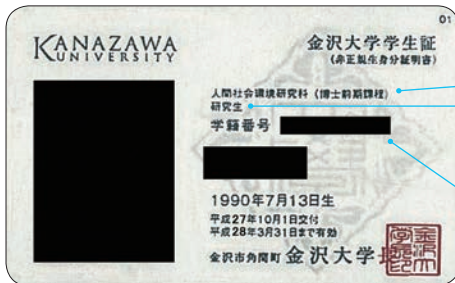 01
KANAZAWA
UNIVERSITY
金沢大学学生証
(非正規生身分証明書)
人間社会環境研究科(博士前期課程)
研究生
学籍番号
1990年7月13日生
平成27年10月1日交付
平成28年3月31日まで有効
金沢市角間町 金沢大学長